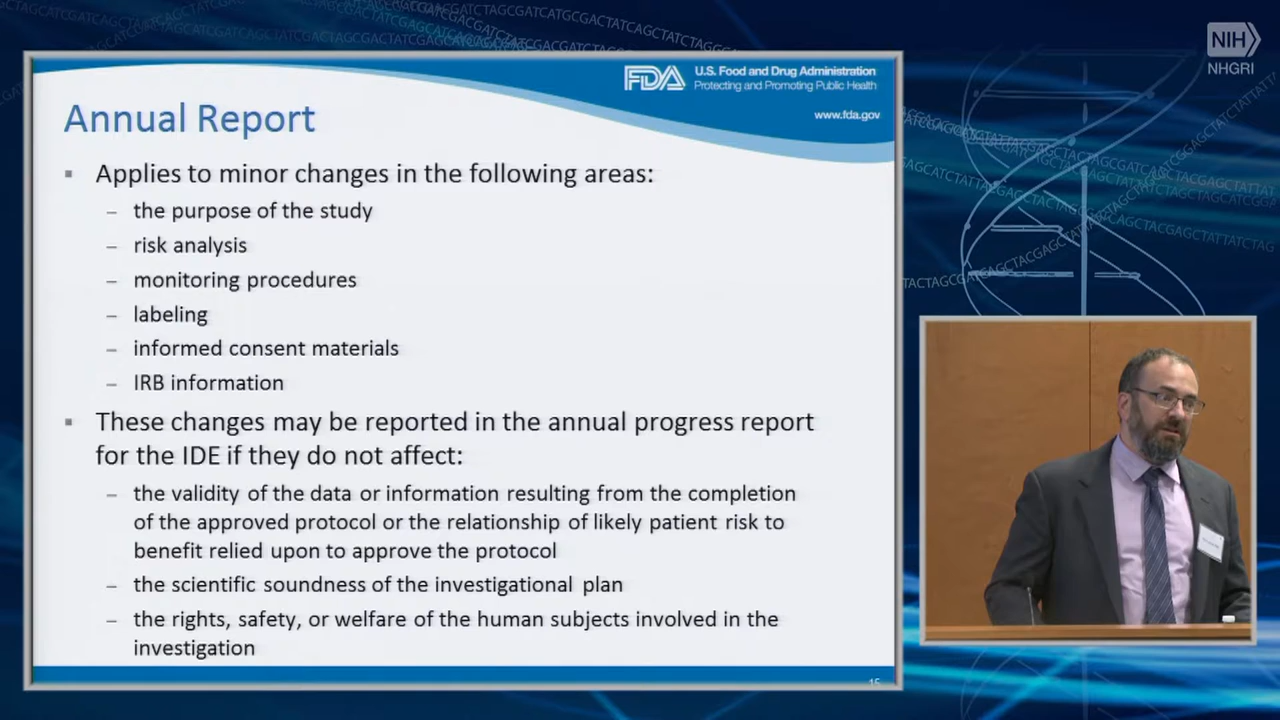 NIH
NHGRI
FDA
U.S. Food and Drug Administration
Protecting and Promoting Public Health
www.fda.gov
Annual Report
▪ Applies to minor changes in the following areas:
– the purpose of the study
– risk analysis
– monitoring procedures
– labeling
– informed consent materials
– IRB information
▪ These changes may be reported in the annual progress report
for the IDE if they do not affect:
– the validity of the data or information resulting from the completion
of the approved protocol or the relationship of likely patient risk to
benefit relied upon to approve the protocol
– the scientific soundness of the investigational plan
– the rights, safety, or welfare of the human subjects involved in the
investigation
15